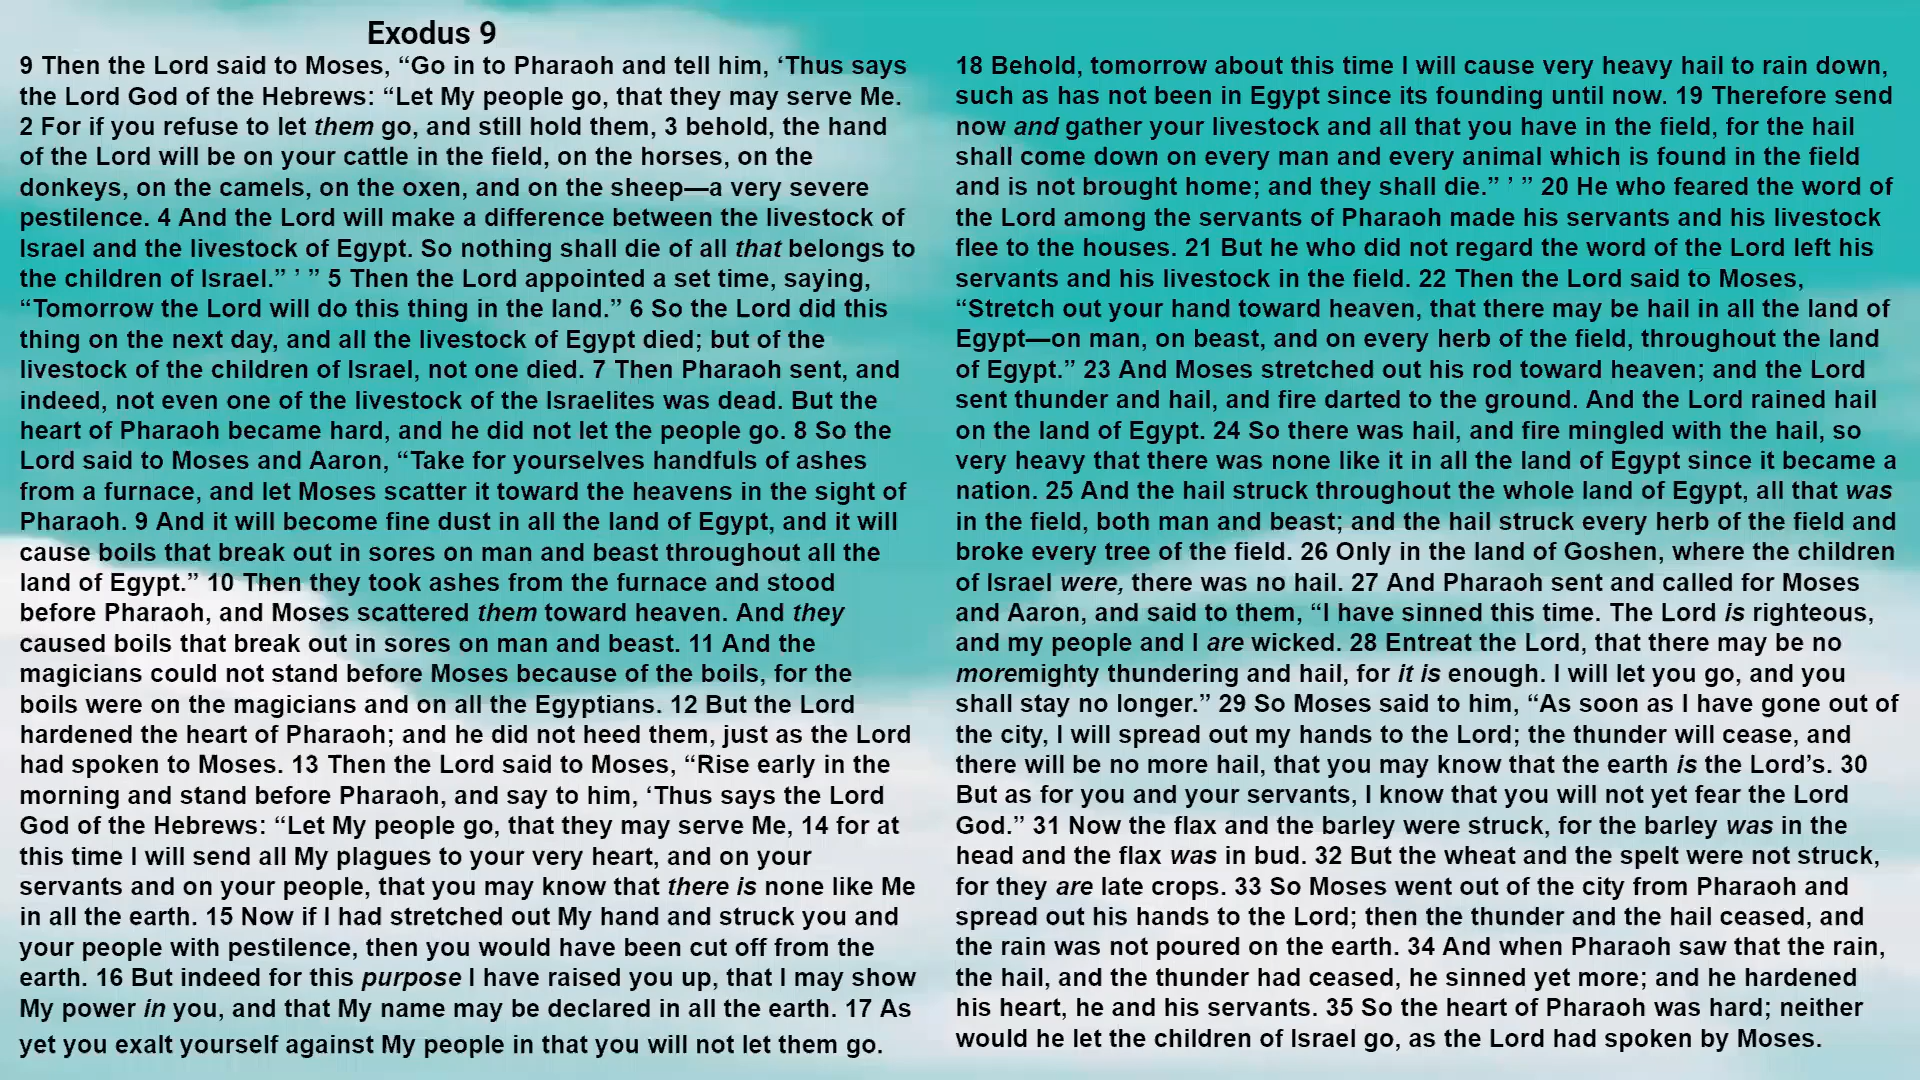 Exodus 9
9 Then the Lord said to Moses, “Go in to Pharaoh and tell him, ‘Thus says
the Lord God of the Hebrews: “Let My people go, that they may serve Me.
2 For if you refuse to let them go, and still hold them, 3 behold, the hand
of the Lord will be on your cattle in the field, on the horses, on the
donkeys, on the camels, on the oxen, and on the sheep—a very severe
pestilence. 4 And the Lord will make a difference between the livestock of
Israel and the livestock of Egypt. So nothing shall die of all that belongs to
the children of Israel.” ’ ” 5 Then the Lord appointed a set time, saying,
“Tomorrow the Lord will do this thing in the land.” 6 So the Lord did this
thing on the next day, and all the livestock of Egypt died; but of the
livestock of the children of Israel, not one died. 7 Then Pharaoh sent, and
indeed, not even one of the livestock of the Israelites was dead. But the
heart of Pharaoh became hard, and he did not let the people go. 8 So the
Lord said to Moses and Aaron, “Take for yourselves handfuls of ashes
from a furnace, and let Moses scatter it toward the heavens in the sight of
Pharaoh. 9 And it will become fine dust in all the land of Egypt, and it will
cause boils that break out in sores on man and beast throughout all the
land of Egypt.” 10 Then they took ashes from the furnace and stood
before Pharaoh, and Moses scattered them toward heaven. And they
caused boils that break out in sores on man and beast. 11 And the
magicians could not stand before Moses because of the boils, for the
boils were on the magicians and on all the Egyptians. 12 But the Lord
hardened the heart of Pharaoh; and he did not heed them, just as the Lord
had spoken to Moses. 13 Then the Lord said to Moses, “Rise early in the
morning and stand before Pharaoh, and say to him, ‘Thus says the Lord
God of the Hebrews: “Let My people go, that they may serve Me, 14 for at
this time I will send all My plagues to your very heart, and on your
servants and on your people, that you may know that there is none like Me
in all the earth. 15 Now if I had stretched out My hand and struck you and
your people with pestilence, then you would have been cut off from the
earth. 16 But indeed for this purpose I have raised you up, that I may show
My power in you, and that My name may be declared in all the earth. 17 As
yet you exalt yourself against My people in that you will not let them go.
18 Behold, tomorrow about this time I will cause very heavy hail to rain down,
such as has not been in Egypt since its founding until now. 19 Therefore send
now and gather your livestock and all that you have in the field, for the hail
shall come down on every man and every animal which is found in the field
and is not brought home; and they shall die.” ’ ” 20 He who feared the word of
the Lord among the servants of Pharaoh made his servants and his livestock
flee to the houses. 21 But he who did not regard the word of the Lord left his
servants and his livestock in the field. 22 Then the Lord said to Moses,
“Stretch out your hand toward heaven, that there may be hail in all the land of
Egypt—on man, on beast, and on every herb of the field, throughout the land
of Egypt.” 23 And Moses stretched out his rod toward heaven; and the Lord
sent thunder and hail, and fire darted to the ground. And the Lord rained hail
on the land of Egypt. 24 So there was hail, and fire mingled with the hail, so
very heavy that there was none like it in all the land of Egypt since it became a
nation. 25 And the hail struck throughout the whole land of Egypt, all that was
in the field, both man and beast; and the hail struck every herb of the field and
broke every tree of the field. 26 Only in the land of Goshen, where the children
of Israel were, there was no hail. 27 And Pharaoh sent and called for Moses
and Aaron, and said to them, “I have sinned this time. The Lord is righteous,
and my people and I are wicked. 28 Entreat the Lord, that there may be no
moremighty thundering and hail, for it is enough. I will let you go, and you
shall stay no longer.” 29 So Moses said to him, “As soon as I have gone out of
the city, I will spread out my hands to the Lord; the thunder will cease, and
there will be no more hail, that you may know that the earth is the Lord’s. 30
But as for you and your servants, I know that you will not yet fear the Lord
God.” 31 Now the flax and the barley were struck, for the barley was in the
head and the flax was in bud. 32 But the wheat and the spelt were not struck,
for they are late crops. 33 So Moses went out of the city from Pharaoh and
spread out his hands to the Lord; then the thunder and the hail ceased, and
the rain was not poured on the earth. 34 And when Pharaoh saw that the rain,
the hail, and the thunder had ceased, he sinned yet more; and he hardened
his heart, he and his servants. 35 So the heart of Pharaoh was hard; neither
would he let the children of Israel go, as the Lord had spoken by Moses.